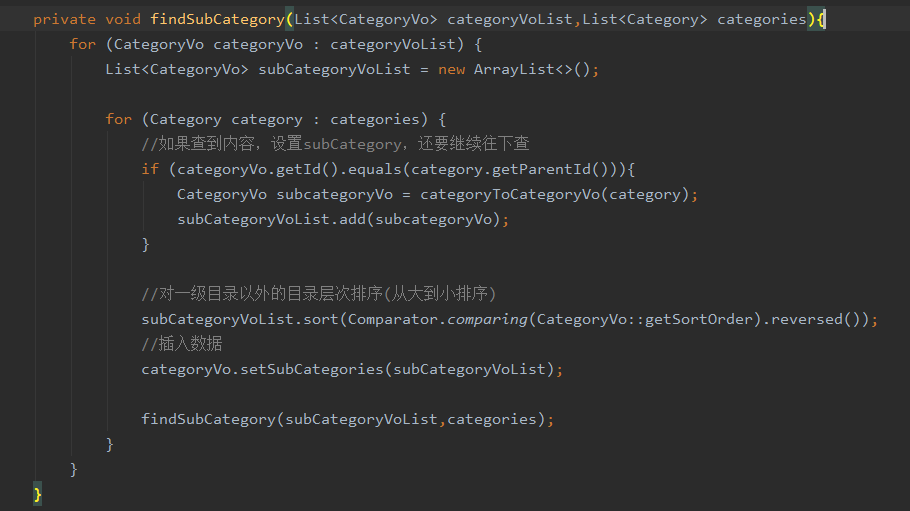 private void findSubCategory(List<CategoryVo> categoryVoList,List<Category> categories){
for (CategoryVo categoryVo : categoryVoList) {
List<CategoryVo> subCategoryVoList = new ArrayList<>();
for (Category category : categories) {
//如果查到内容，设置subCategory，还要继续往下查
if (categoryVo.getId().equals(category.getParentId())){
CategoryVo subcategoryVo = categoryToCategoryVo(category);
subCategoryVoList.add(subcategoryVo);
}
//对一级目录以外的目录层次排序(从大到小排序)
subCategoryVoList.sort(Comparator.comparing(CategoryVo::getSortOrder).reversed());
//插入数据
categoryVo.setSubCategories(subCategoryVoList);
findSubCategory(subCategoryVoList,categories);
}
}
}